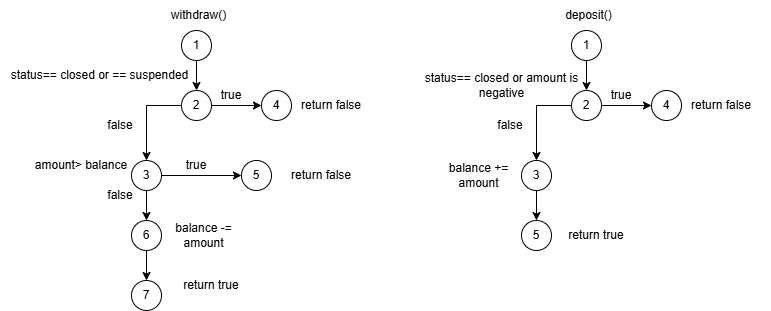 withdraw()
1
status== closed or == suspended
2
true
4
return false
false
amount> balance
3
true
5
return false
false
6
balance -=
amount
7
return true
deposit()
1
status== closed or amount is
negative
2
true
4
return false
false
balance +=
amount
3
5
return true